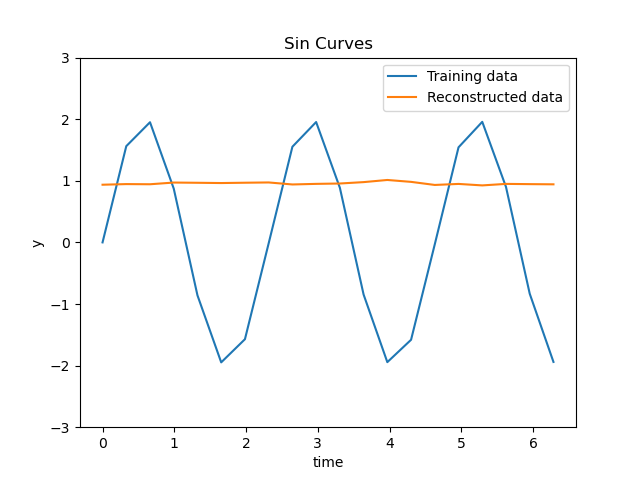 Sin Curves
Training data
Reconstructed data
3
2
1
0
−1
−2
−3
y
0 1 2 3 4 5 6
time